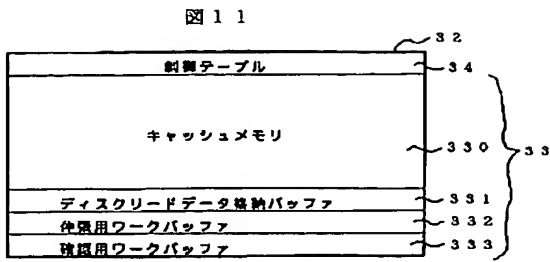 図11
32
制御テーブル
34
キャッシュメモリ
330
33
ディスクリードデータ格納バッファ
331
伸張用ワークバッファ
332
確認用ワークバッファ
333